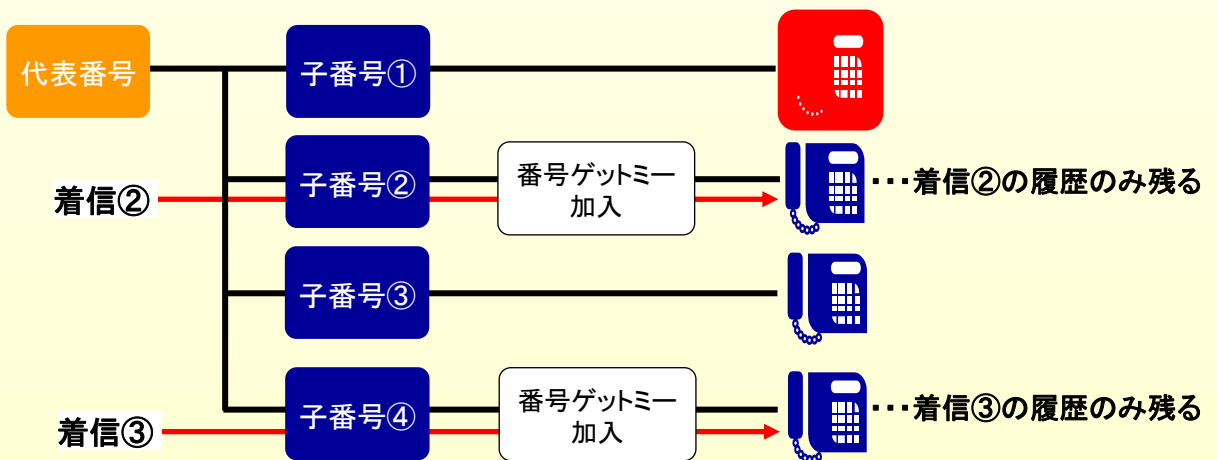 代表番号
子番号①
子番号②
番号ゲットミー
加入
・・・着信②の履歴のみ残る
着信②
子番号③
子番号④
番号ゲットミー
加入
・・・着信③の履歴のみ残る
着信③